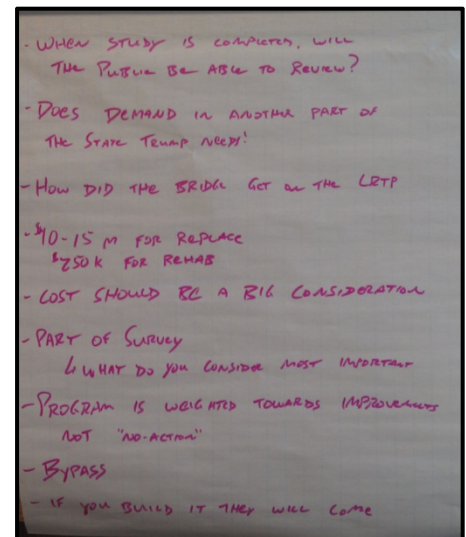 - WHEN STUDY IS COMPLETED, WILL
THE PUBLIC BE ABLE TO REVIEW?
- DOES DEMAND IN ANOTHER PART OF
THE STATE TRUMP NEEDS?
- HOW DID THE BRIDGE GET ON THE LRTP
- $10-15 M FOR REPLACE
$750K FOR REHAB
- COST SHOULD BE A BIG CONSIDERATION
- PART OF SURVEY
↳ WHAT DO YOU CONSIDER MOST IMPORTANT
- PROGRAM IS WEIGHTED TOWARDS IMPROVEMENTS
NOT "NO-ACTION"
- BYPASS
- IF YOU BUILD IT THEY WILL COME